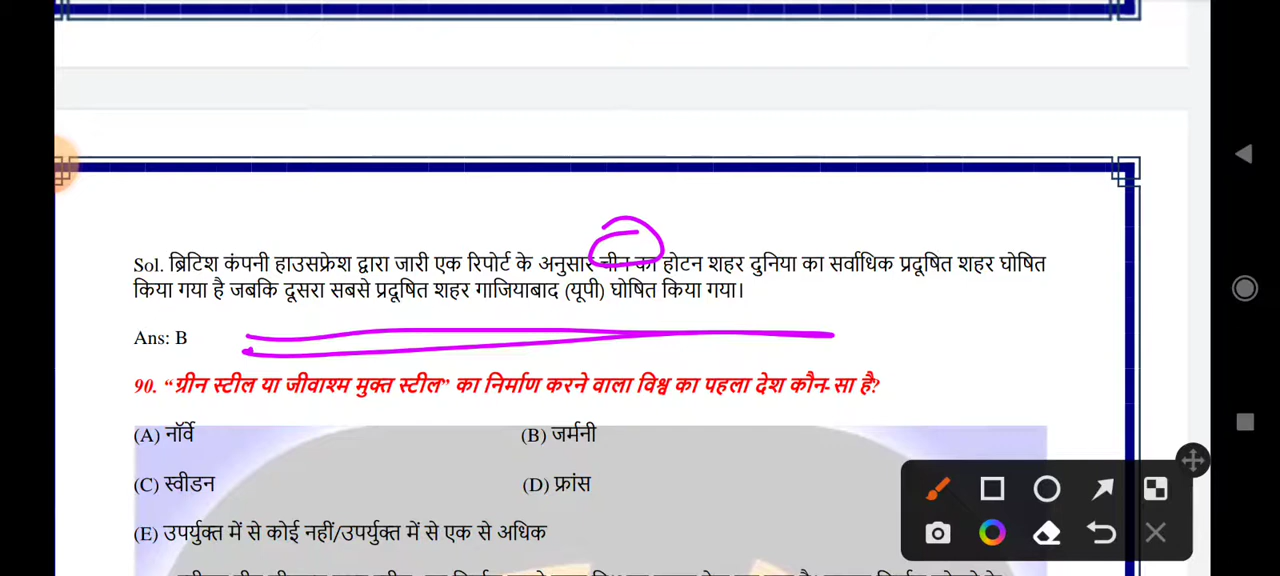 Sol. ब्रिटिश कंपनी हाउसफ्रेश द्वारा जारी एक रिपोर्ट के अनुसार चीन का होटन शहर दुनिया का सर्वाधिक प्रदूषित शहर घोषित
किया गया है जबकि दूसरा सबसे प्रदूषित शहर गाजियाबाद (यूपी) घोषित किया गया।
Ans: B
90. “ग्रीन स्टील या जीवाश्म मुक्त स्टील” का निर्माण करने वाला विश्व का पहला देश कौन-सा है?
(A) नॉर्वे (B) जर्मनी
(C) स्वीडन (D) फ्रांस
(E) उपर्युक्त में से कोई नहीं/उपर्युक्त में से एक से अधिक